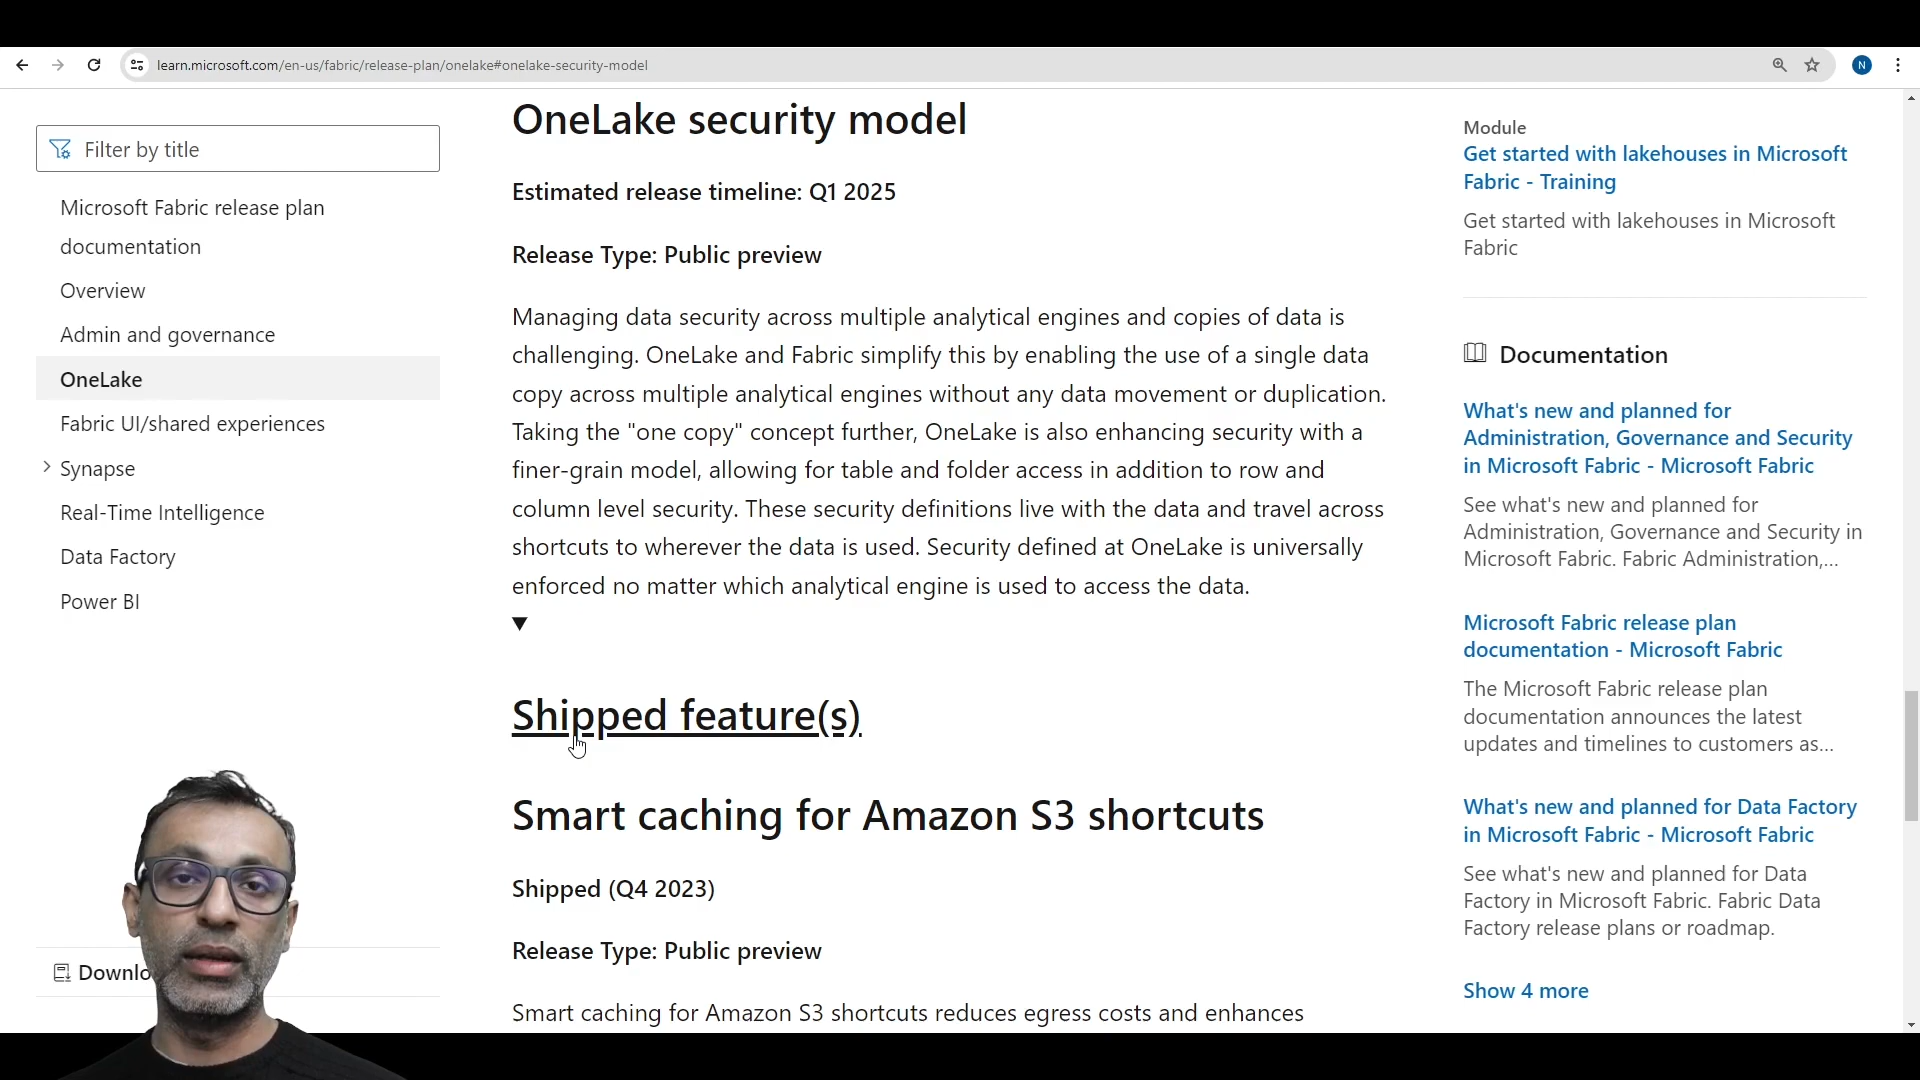 learn.microsoft.com/en-us/fabric/release-plan/onelake#onelake-security-model
N
Filter by title
Microsoft Fabric release plan
documentation
Overview
Admin and governance
OneLake
Fabric UI/shared experiences
Synapse
Real-Time Intelligence
Data Factory
Power BI
Downlo
OneLake security model
Estimated release timeline: Q1 2025
Release Type: Public preview
Managing data security across multiple analytical engines and copies of data is
challenging. OneLake and Fabric simplify this by enabling the use of a single data
copy across multiple analytical engines without any data movement or duplication.
Taking the "one copy" concept further, OneLake is also enhancing security with a
finer-grain model, allowing for table and folder access in addition to row and
column level security. These security definitions live with the data and travel across
shortcuts to wherever the data is used. Security defined at OneLake is universally
enforced no matter which analytical engine is used to access the data.
Shipped feature(s)
Smart caching for Amazon S3 shortcuts
Shipped (Q4 2023)
Release Type: Public preview
Smart caching for Amazon S3 shortcuts reduces egress costs and enhances
Module
Get started with lakehouses in Microsoft
Fabric - Training
Get started with lakehouses in Microsoft
Fabric
Documentation
What's new and planned for
Administration, Governance and Security
in Microsoft Fabric - Microsoft Fabric
See what's new and planned for
Administration, Governance and Security in
Microsoft Fabric. Fabric Administration,...
Microsoft Fabric release plan
documentation - Microsoft Fabric
The Microsoft Fabric release plan
documentation announces the latest
updates and timelines to customers as...
What's new and planned for Data Factory
in Microsoft Fabric - Microsoft Fabric
See what's new and planned for Data
Factory in Microsoft Fabric. Fabric Data
Factory release plans or roadmap.
Show 4 more